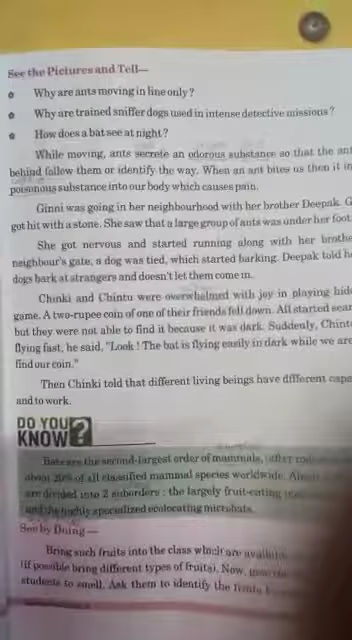 See the Pictures and Tell—
Why are ants moving in line only ?
Why are trained sniffer dogs used in intense detective missions ?
How does a bat see at night ?
While moving, ants secrete an odorous substance so that the ant
behind follow them or identify the way. When an ant bites us then it in
poisonous substance into our body which causes pain.
Ginni was going in her neighbourhood with her brother Deepak. G
got hit with a stone. She saw that a large group of ants was under her foot
She got nervous and started running along with her brothe
neighbour's gate, a dog was tied, which started barking. Deepak told he
dogs bark at strangers and doesn't let them come in.
Chinki and Chintu were overwhelmed with joy in playing hide
game. A two-rupee coin of one of their friends fell down. All started sear
but they were not able to find it because it was dark. Suddenly, Chint
flying fast, he said, "Look ! The bat is flying easily in dark while we are
find our coin."
Then Chinki told that different living beings have different capa
and to work.
DO YOU
KNOW ?
Bats are the second-largest order of mammals, after
about 20% of all classified mammal species worldwide.
are divided into 2 suborders : the largely fruit-eating
and the highly specialized echolocating microbats.
See by Doing—
Bring such fruits into the class which are available
(if possible bring different types of fruits). Now,
students to smell. Ask them to identify the fruits